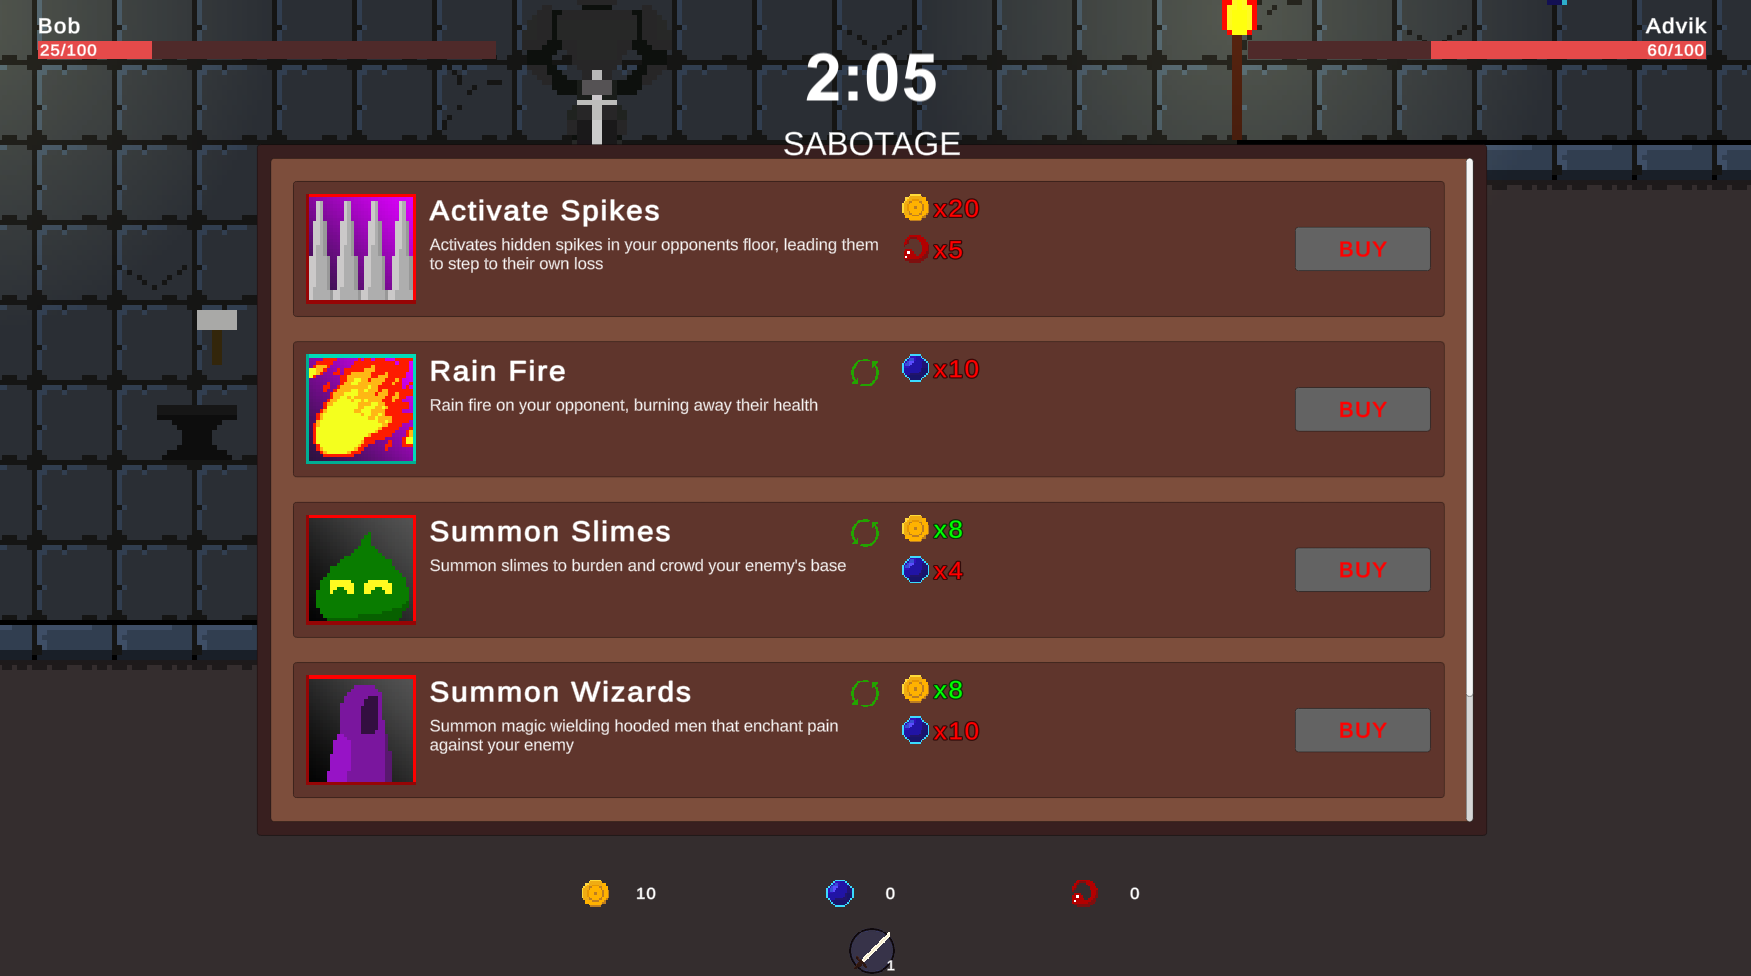 Bob
25/100
Advik
60/100
2:05
SABOTAGE
Activate Spikes
Activates hidden spikes in your opponents floor, leading them
to step to their own loss
x20
x5
BUY
Rain Fire
Rain fire on your opponent, burning away their health
x10
BUY
Summon Slimes
Summon slimes to burden and crowd your enemy's base
x8
x4
BUY
Summon Wizards
Summon magic wielding hooded men that enchant pain
against your enemy
x8
x10
BUY
10
0
0
1